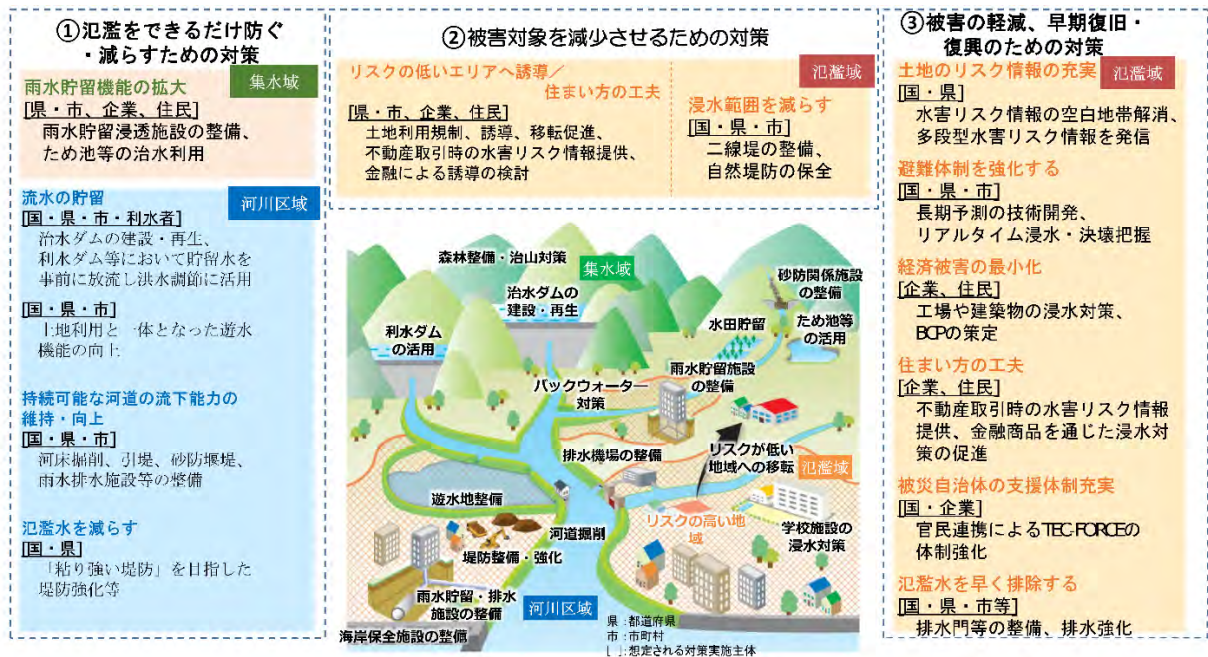 ①氾濫をできるだけ防ぐ
・減らすための対策
集水域
雨水貯留機能の拡大
[県・市、企業、住民]
雨水貯留浸透施設の整備、
ため池等の治水利用
河川区域
流水の貯留
[国・県・市・利水者]
治水ダムの建設・再生、
利水ダム等において貯留水を
事前に放流し洪水調節に活用
[国・県・市]
土地利用と一体となった遊水
機能の向上
持続可能な河道の流下能力の
維持・向上
[国・県・市]
河床掘削、引堤、砂防堰堤、
雨水排水施設等の整備
氾濫水を減らす
[国・県]
「粘り強い堤防」を目指した
堤防強化等
②被害対象を減少させるための対策
リスクの低いエリアへ誘導／
住まい方の工夫
[県・市、企業、住民]
土地利用規制、誘導、移転促進、
不動産取引時の水害リスク情報提供、
金融による誘導の検討
氾濫域
浸水範囲を減らす
[国・県・市]
二線堤の整備、
自然堤防の保全
森林整備・治山対策
集水域
治水ダムの
建設・再生
砂防関係施設
の整備
利水ダム
の活用
水田貯留
ため池等
の活用
雨水貯留施設
の整備
バックウォーター
対策
排水機場の整備
リスクが低い
地域への移転
氾濫域
遊水地整備
河道掘削
リスクの高い地
域
学校施設の
浸水対策
堤防整備・強化
雨水貯留・排水
施設の整備
河川区域
海岸保全施設の整備
県：都道府県
市：市町村
[ ]：想定される対策実施主体
③被害の軽減、早期復旧・
復興のための対策
土地のリスク情報の充実
氾濫域
[国・県]
水害リスク情報の空白地帯解消、
多段型水害リスク情報を発信
避難体制を強化する
[国・県・市]
長期予測の技術開発、
リアルタイム浸水・決壊把握
経済被害の最小化
[企業、住民]
工場や建築物の浸水対策、
BCPの策定
住まい方の工夫
[企業、住民]
不動産取引時の水害リスク情報
提供、金融商品を通じた浸水対
策の促進
被災自治体の支援体制充実
[国・企業]
官民連携によるTEC-FORCEの
体制強化
氾濫水を早く排除する
[国・県・市等]
排水門等の整備、排水強化